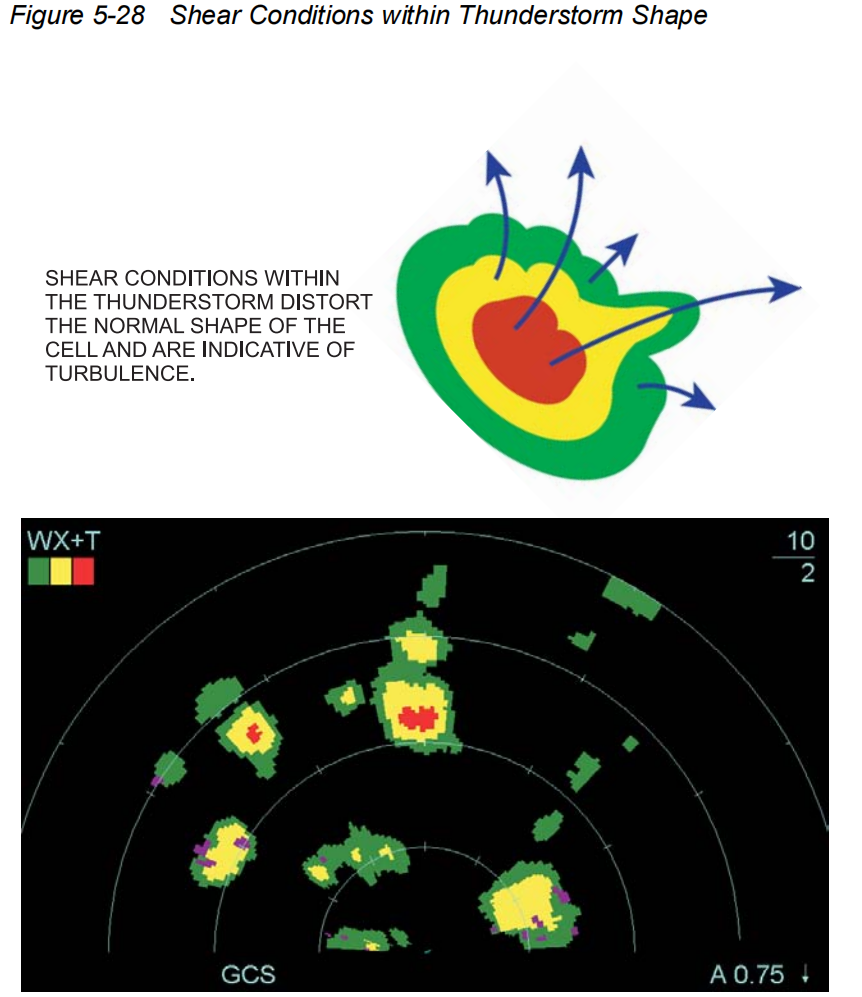 Figure 5-28 Shear Conditions within Thunderstorm Shape
SHEAR CONDITIONS WITHIN
THE THUNDERSTORM DISTORT
THE NORMAL SHAPE OF THE
CELL AND ARE INDICATIVE OF
TURBULENCE.
WX+T
10
2
GCS
A 0.75 ↓